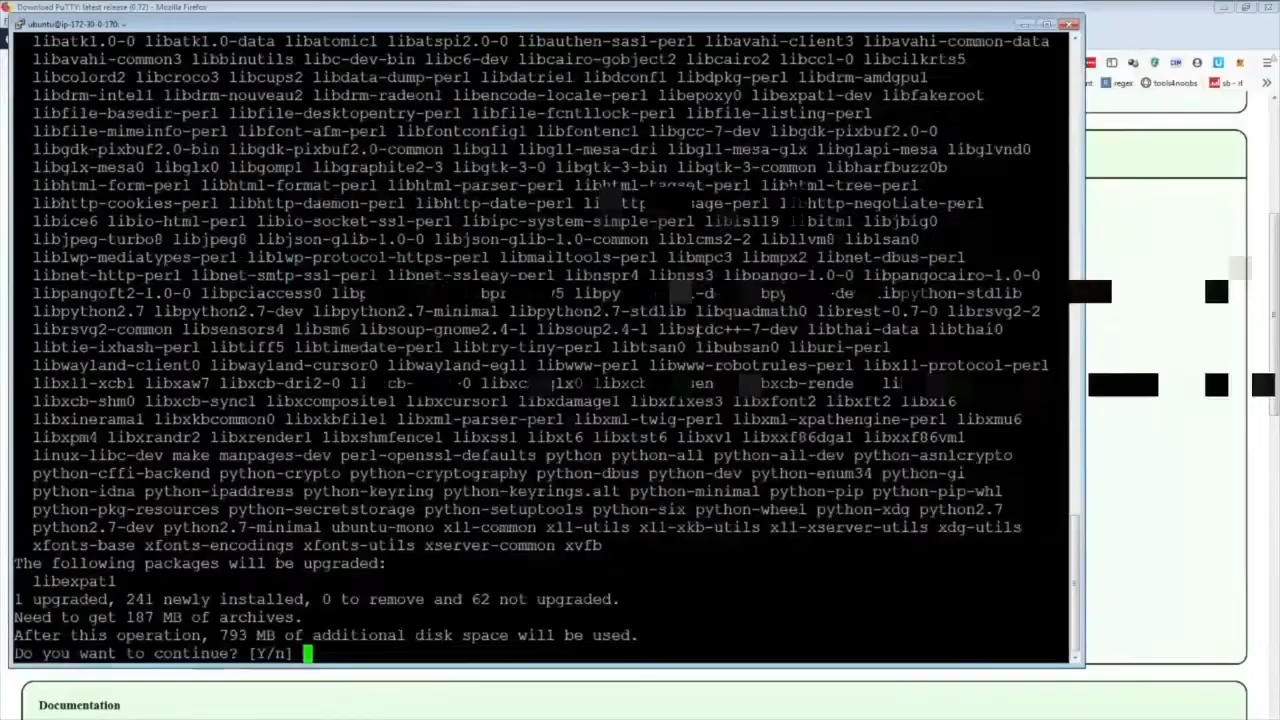 Download PuTTY: latest release (0.72) - Mozilla Firefox
ubuntu@ip-172-30-0-170: ~
libatk1.0-0 libatk1.0-data libatomic1 libatspi2.0-0 libauthen-sasl-perl libavahi-client3 libavahi-common-data
libavahi-common3 libbinutils libc-dev-bin libc6-dev libcairo-gobject2 libcairo2 libcc1-0 libcilkrts5
libcolord2 libcroco3 libcups2 libdata-dump-perl libdatrie1 libdconf1 libdpkg-perl libdrm-amdgpu1
libdrm-intel1 libdrm-nouveau2 libdrm-radeon1 libencode-locale-perl libepoxy0 libexpat1-dev libfakeroot
libfile-basedir-perl libfile-desktopentry-perl libfile-fcntllock-perl libfile-listing-perl
libfile-mimeinfo-perl libfont-afm-perl libfontconfig1 libfontenc1 libgcc-7-dev libgdk-pixbuf2.0-0
libgdk-pixbuf2.0-bin libgdk-pixbuf2.0-common libgl1 libgl1-mesa-dri libgl1-mesa-glx libglapi-mesa libglvnd0
libglx-mesa0 libglx0 libgomp1 libgraphite2-3 libgtk-3-0 libgtk-3-bin libgtk-3-common libharfbuzz0b
libhtml-form-perl libhtml-format-perl libhtml-parser-perl libhtml-tagset-perl libhtml-tree-perl
libhttp-cookies-perl libhttp-daemon-perl libhttp-date-perl libhttp-negotiate-perl
libice6 libio-html-perl libio-socket-ssl-perl libipc-system-simple-perl libisl19 libitm1 libjbig0
libjpeg-turbo8 libjpeg8 libjson-glib-1.0-0 libjson-glib-1.0-common liblcms2-2 libllvm8 liblsan0
liblwp-mediatypes-perl liblwp-protocol-https-perl libmailtools-perl libmpc3 libmpx2 libnet-dbus-perl
libnet-http-perl libnet-smtp-ssl-perl libnet-ssleay-perl libnspr4 libnss3 libpango-1.0-0 libpangocairo-1.0-0
libpangoft2-1.0-0 libpciaccess0 libpython-stdlib
libpython2.7 libpython2.7-dev libpython2.7-minimal libpython2.7-stdlib libquadmath0 librest-0.7-0 librsvg2-2
librsvg2-common libsensors4 libsm6 libsoup-gnome2.4-1 libsoup2.4-1 libstdc++-7-dev libthai-data libthai0
libtie-ixhash-perl libtiff5 libtimedate-perl libtry-tiny-perl libtsan0 libubsan0 liburi-perl
libwayland-client0 libwayland-cursor0 libwayland-egl1 libwww-perl libwww-robotrules-perl libx11-protocol-perl
libx11-xcb1 libxaw7 libxcb-dri2-0
libxcb-shm0 libxcb-sync1 libxcomposite1 libxcursor1 libxdamage1 libxfixes3 libxfont2 libxft2 libxi6
libxinerama1 libxkbcommon0 libxkbfile1 libxml-parser-perl libxml-twig-perl libxml-xpathengine-perl libxmu6
libxpm4 libxrandr2 libxrender1 libxshmfence1 libxss1 libxt6 libxtst6 libxv1 libxxf86dga1 libxxf86vm1
linux-libc-dev make manpages-dev perl-openssl-defaults python python-all python-all-dev python-asn1crypto
python-cffi-backend python-crypto python-cryptography python-dbus python-dev python-enum34 python-gi
python-idna python-ipaddress python-keyring python-keyrings.alt python-minimal python-pip python-pip-whl
python-pkg-resources python-secretstorage python-setuptools python-six python-wheel python-xdg python2.7
python2.7-dev python2.7-minimal ubuntu-mono x11-common x11-utils x11-xkb-utils x11-xserver-utils xdg-utils
xfonts-base xfonts-encodings xfonts-utils xserver-common xvfb
The following packages will be upgraded:
libexpat1
1 upgraded, 241 newly installed, 0 to remove and 62 not upgraded.
Need to get 187 MB of archives.
After this operation, 793 MB of additional disk space will be used.
Do you want to continue? [Y/n]
regex tools4noobs
Documentation